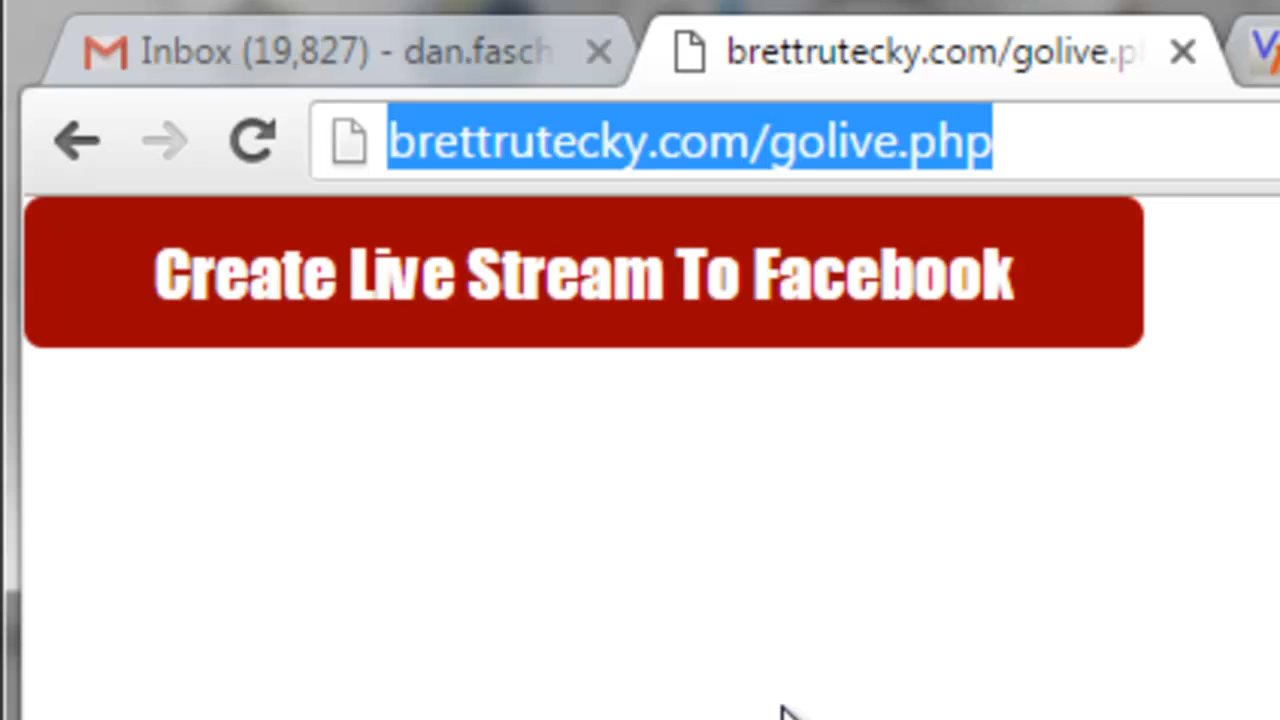 Inbox (19,827) - dan.fasch
brettrutecky.com/golive.p
brettrutecky.com/golive.php
Create Live Stream To Facebook